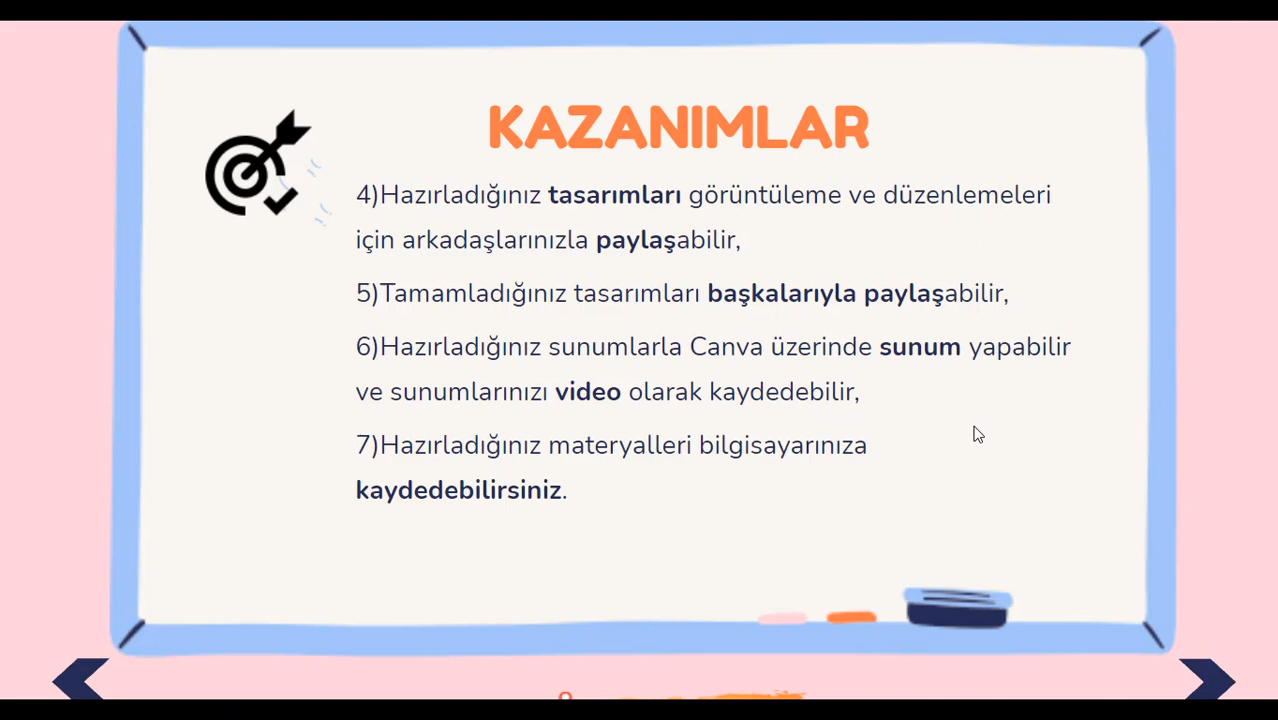 KAZANIMLAR
4)Hazırladığınız tasarımları görüntüleme ve düzenlemeleri
için arkadaşlarınızla paylaşabilir,
5)Tamamladığınız tasarımları başkalarıyla paylaşabilir,
6)Hazırladığınız sunumlarla Canva üzerinde sunum yapabilir
ve sunumlarınızı video olarak kaydedebilir,
7)Hazırladığınız materyalleri bilgisayarınıza
kaydedebilirsiniz.